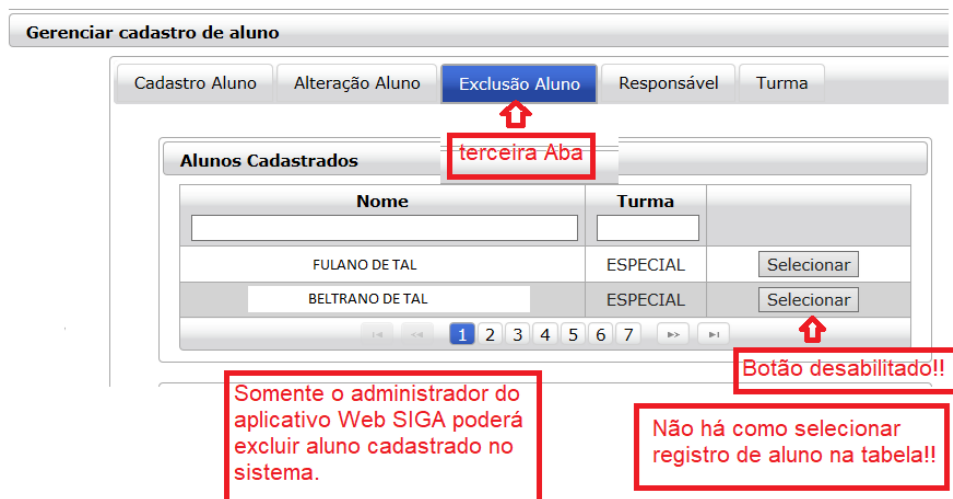 Gerenciar cadastro de aluno
Cadastro Aluno Alteração Aluno Exclusão Aluno Responsável Turma
terceira Aba
Alunos Cadastrados
Nome Turma
FULANO DE TAL ESPECIAL Selecionar
BELTRANO DE TAL ESPECIAL Selecionar
1 2 3 4 5 6 7
Botão desabilitado!!
Somente o administrador do
aplicativo Web SIGA poderá
excluir aluno cadastrado no
sistema.
Não há como selecionar
registro de aluno na tabela!!